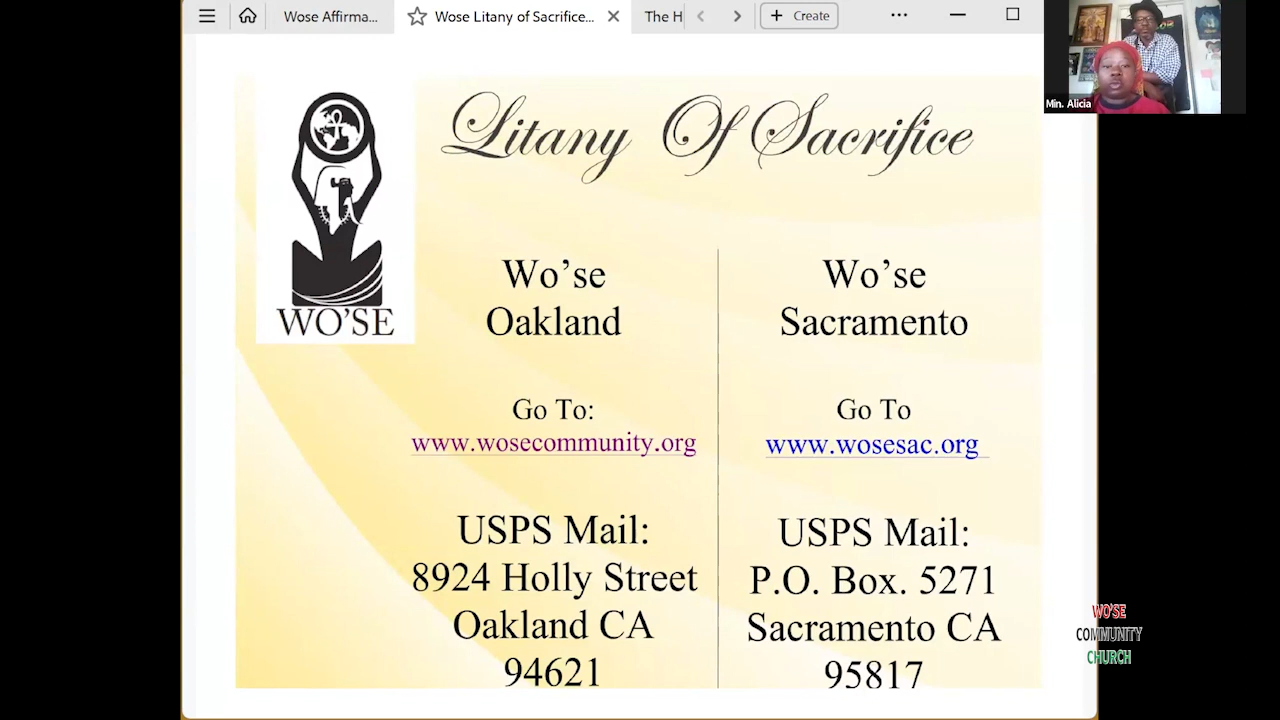 Wose Affirma...
Wose Litany of Sacrifice...
The H
Create
Min. Alicia
Litany Of Sacrifice
WO'SE
Wo’se
Oakland
Go To:
www.wosecommunity.org
USPS Mail:
8924 Holly Street
Oakland CA
94621
Wo’se
Sacramento
Go To
www.wosesac.org
USPS Mail:
P.O. Box. 5271
Sacramento CA
95817
WO'SE
COMMUNITY
CHURCH